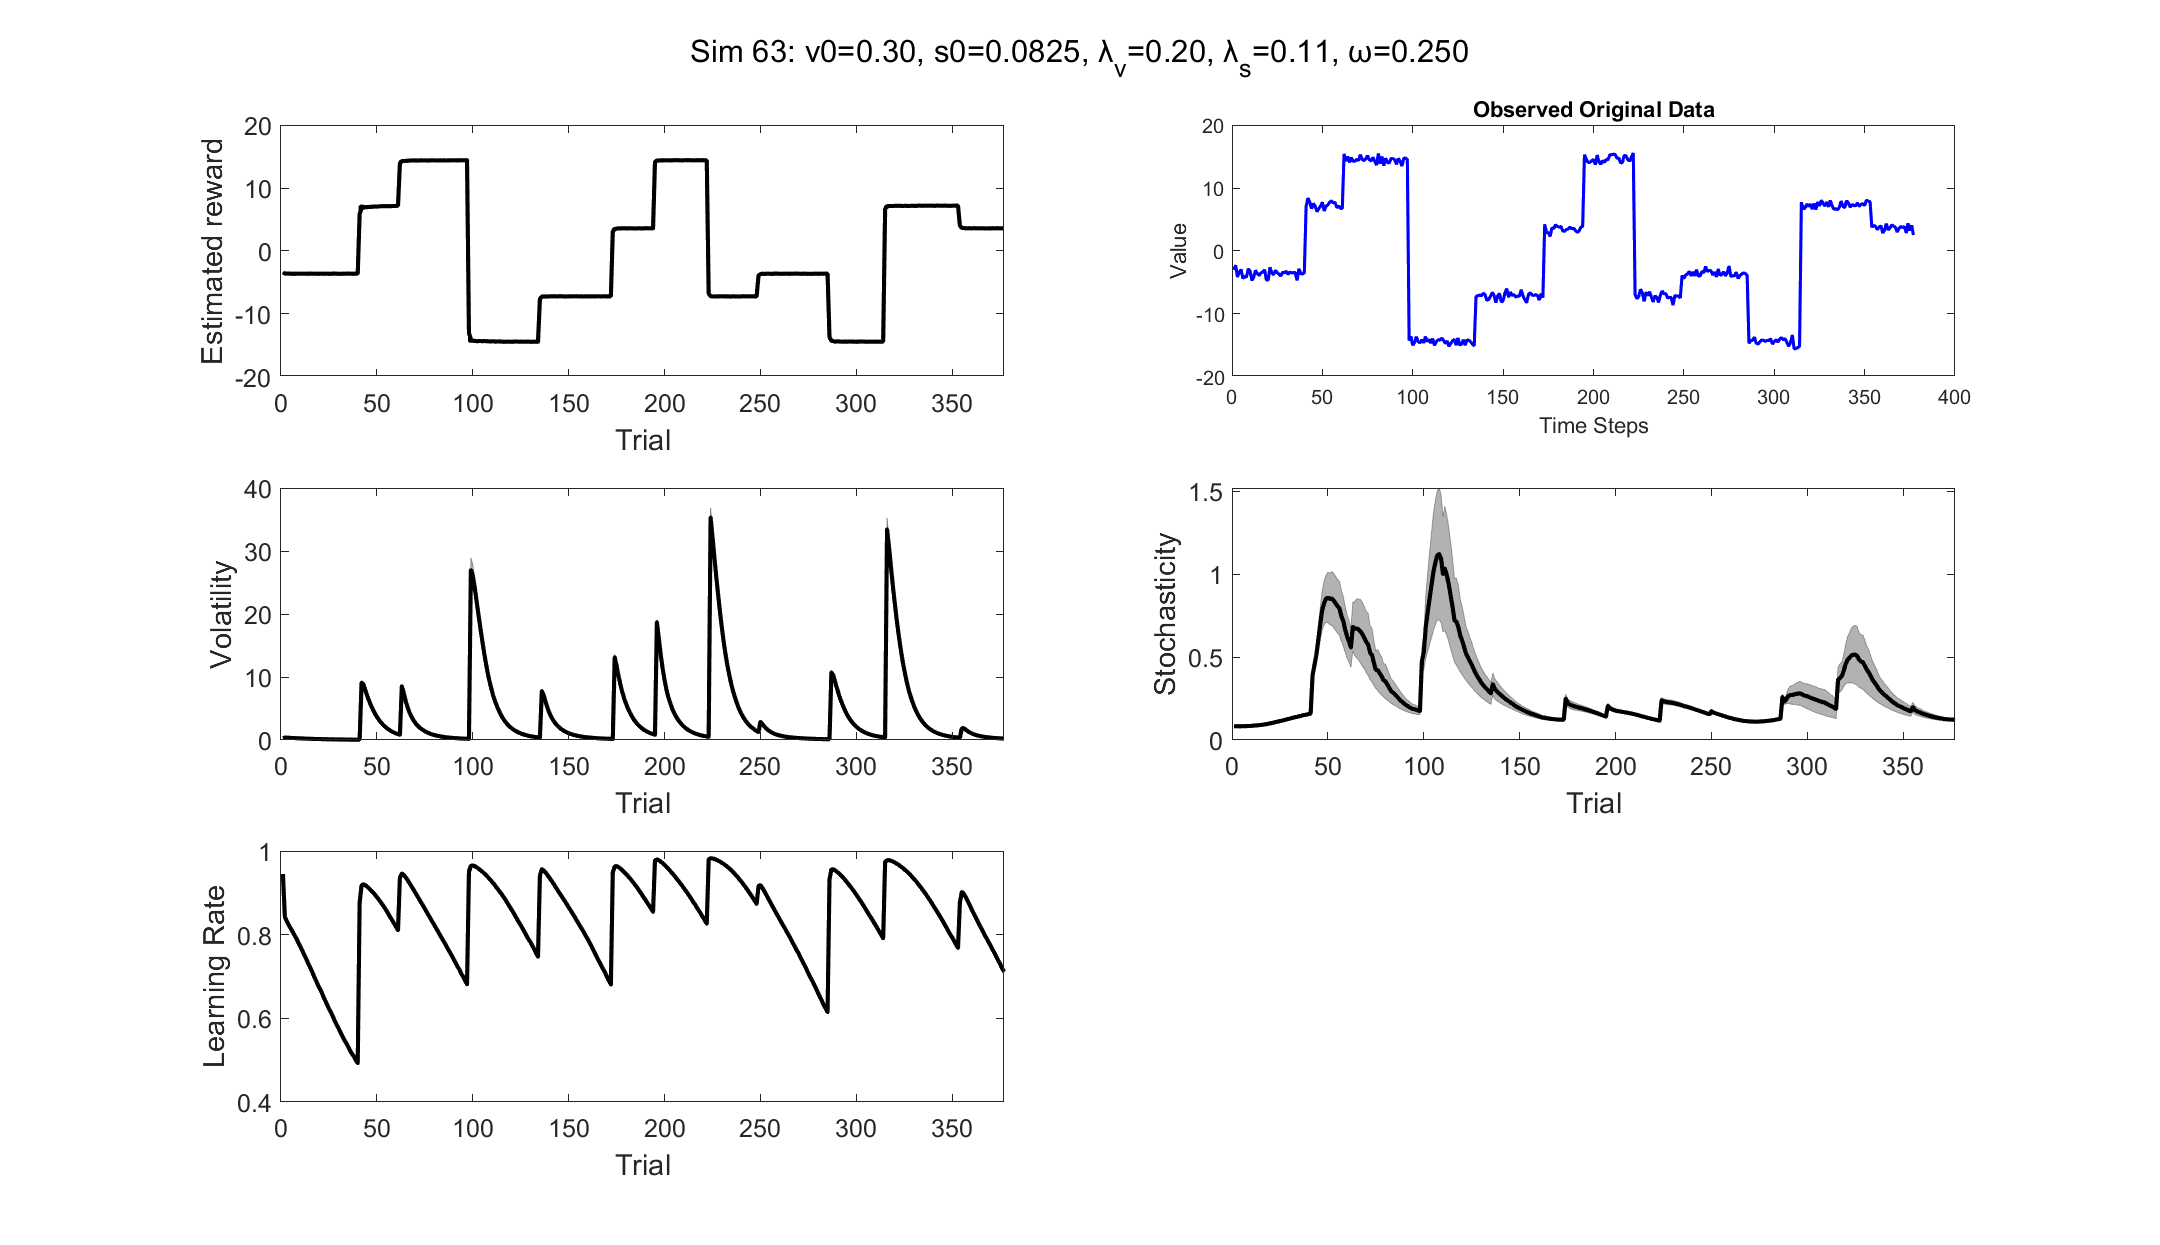 Sim 63: v0=0.30, s0=0.0825, λ_v=0.20, λ_s=0.11, ω=0.250
20
10
0
-10
-20
Estimated reward
0 50 100 150 200 250 300 350
Trial
Observed Original Data
20
10
0
-10
-20
Value
0 50 100 150 200 250 300 350 400
Time Steps
40
30
20
10
0
Volatility
0 50 100 150 200 250 300 350
Trial
1.5
1
0.5
0
Stochasticity
0 50 100 150 200 250 300 350
Trial
1
0.8
0.6
0.4
Learning Rate
0 50 100 150 200 250 300 350
Trial